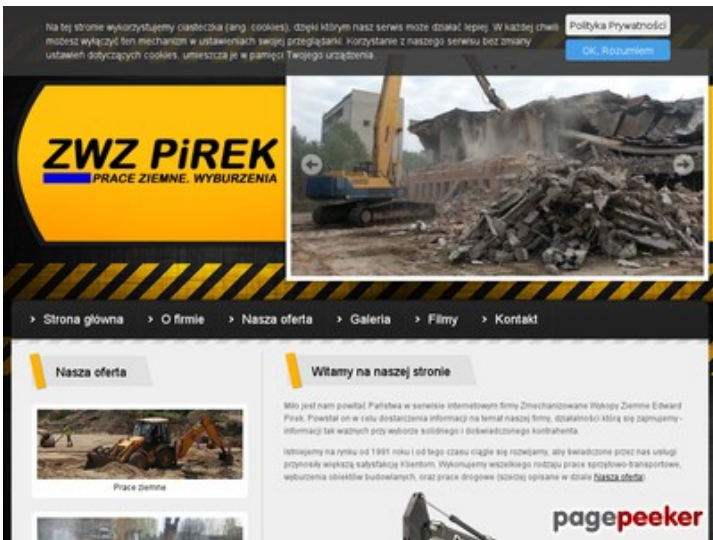 Na tej stronie wykorzystujemy ciasteczka (ang. cookies), dzięki którym nasz serwis może działać lepiej. W każdej chwili
możesz wyłączyć ten mechanizm w ustawieniach swojej przeglądarki. Korzystanie z naszego serwisu bez zmiany
ustawień dotyczących cookies, umieszcza je w pamięci Twojego urządzenia.
Polityka Prywatności
OK, Rozumiem
ZWZ PiREK
PRACE ZIEMNE. WYBURZENIA
Strona główna
O firmie
Nasza oferta
Galeria
Filmy
Kontakt
Nasza oferta
Prace ziemne
Witamy na naszej stronie
Miło jest nam powitać Państwa w serwisie internetowym firmy Zmechanizowane Wykopy Ziemne Edward
Pirek. Powstał on w celu dostarczenia informacji na temat naszej firmy, działalności którą się zajmujemy -
informacji tak ważnych przy wyborze solidnego i doświadczonego kontrahenta.
Istniejemy na rynku od 1991 roku i od tego czasu ciągle się rozwijamy, aby świadczone przez nas usługi
przynosiły większą satysfakcję Klientom. Wykonujemy wszelkiego rodzaju prace sprzętowo-transportowe,
wyburzenia obiektów budowlanych, oraz prace drogowe (szerzej opisane w dziale Nasza oferta).
pagepeeker